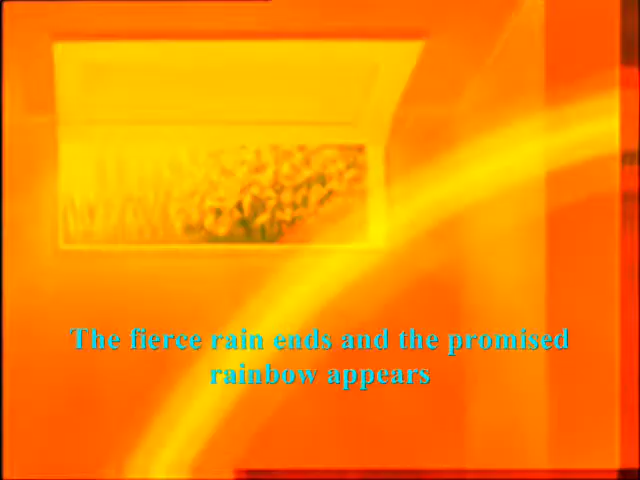 The fierce rain ends and the promised
rainbow appears